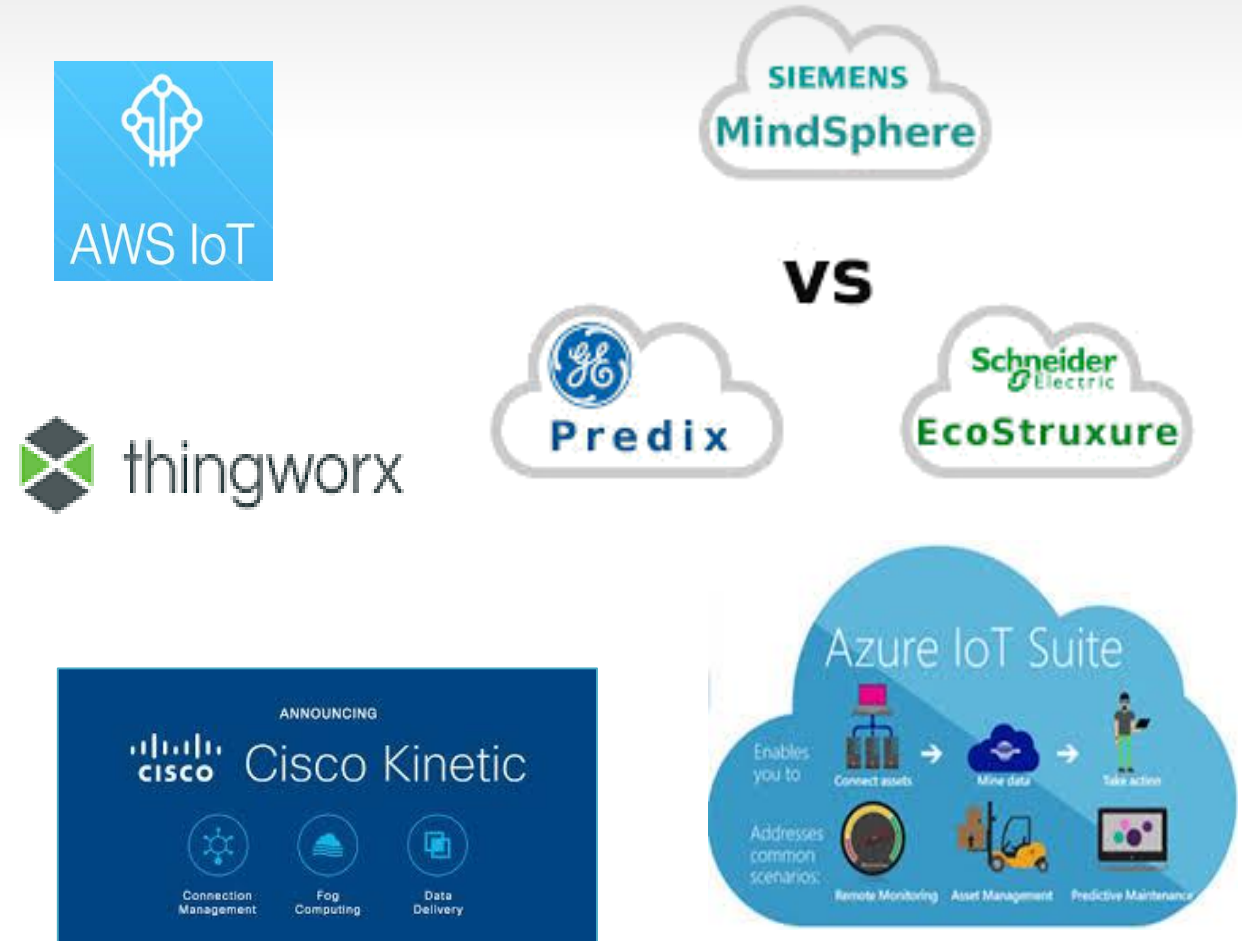 AWS IoT
SIEMENS
MindSphere
vs
GE
Predix
Schneider
Electric
EcoStruxure
thingworx
ANNOUNCING
CISCO Cisco Kinetic
Connection
Management
Fog
Computing
Data
Delivery
Azure IoT Suite
Enables
you to
Connect assets
Mine data
Take action
Addresses
common
scenarios:
Remote Monitoring
Asset Management
Predictive Maintenance